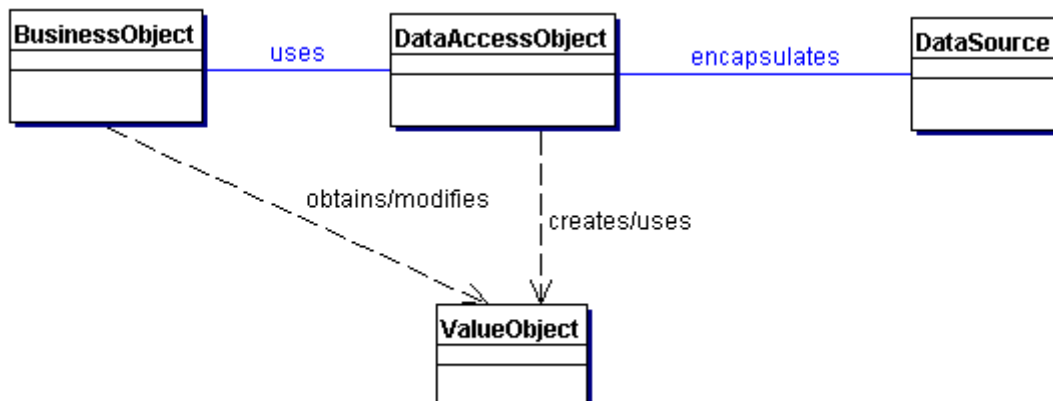 BusinessObject
uses
DataAccessObject
encapsulates
DataSource
obtains/modifies
creates/uses
ValueObject